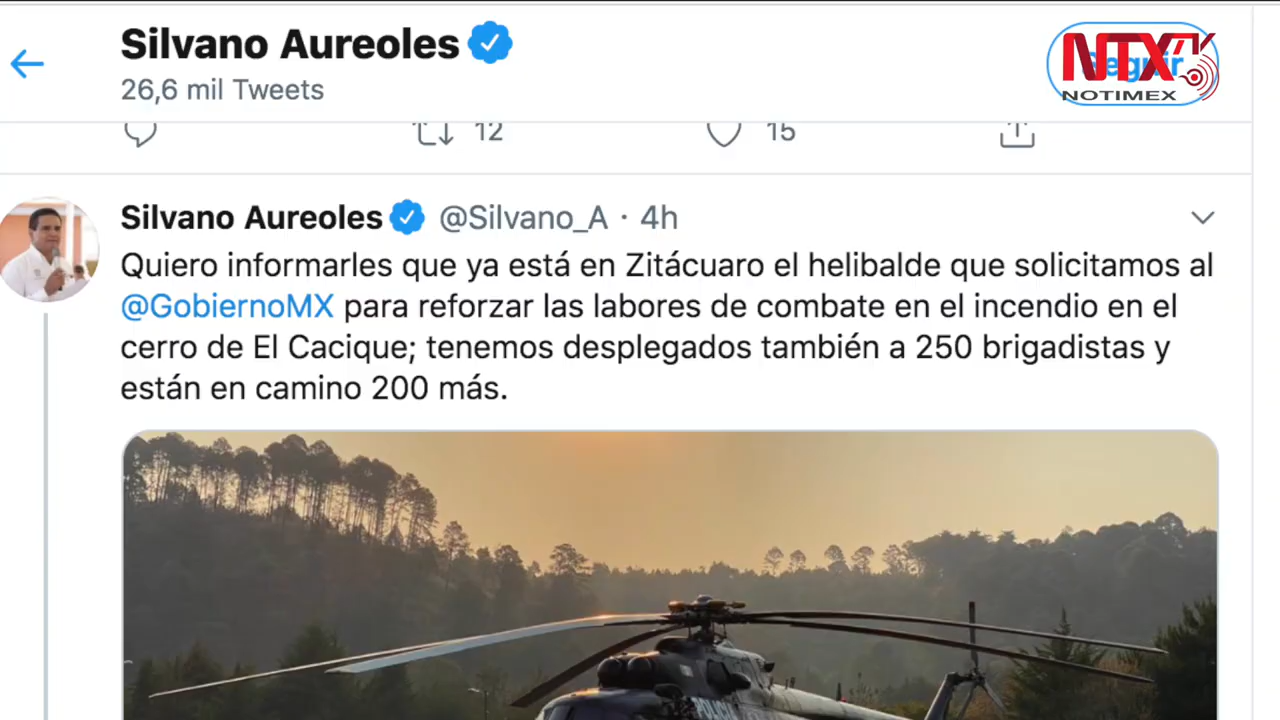 Silvano Aureoles
26,6 mil Tweets
NTX
NOTIMEX
12
15
Silvano Aureoles @Silvano_A · 4h
Quiero informarles que ya está en Zitácuaro el helibalde que solicitamos al
@GobiernoMX para reforzar las labores de combate en el incendio en el
cerro de El Cacique; tenemos desplegados también a 250 brigadistas y
están en camino 200 más.